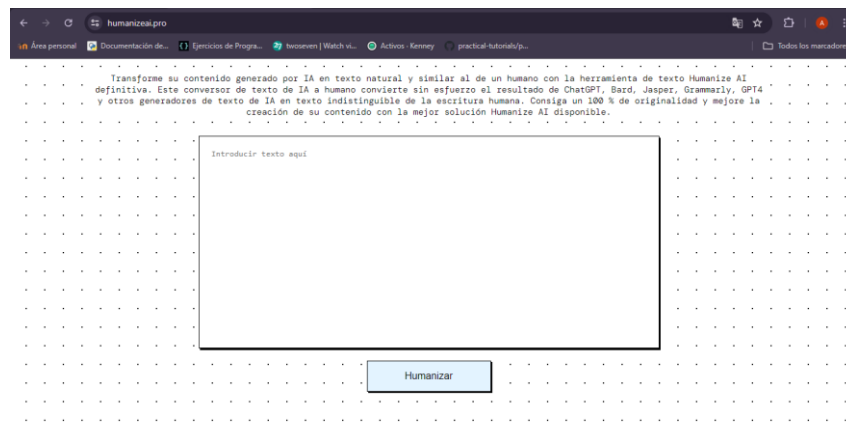 humanizeai.pro
A
in Área personal
Documentación de...
Ejercicios de Progra...
twoseven | Watch vi...
Activos · Kenney
practical-tutorials/p...
Todos los marcadore
Transforme su contenido generado por IA en texto natural y similar al de un humano con la herramienta de texto Humanize AI
definitiva. Este conversor de texto de IA a humano convierte sin esfuerzo el resultado de ChatGPT, Bard, Jasper, Grammarly, GPT4
y otros generadores de texto de IA en texto indistinguible de la escritura humana. Consiga un 100 % de originalidad y mejore la
creación de su contenido con la mejor solución Humanize AI disponible.
Introducir texto aquí
Humanizar